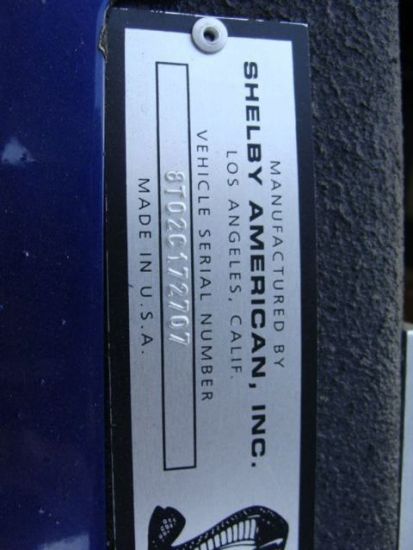 MANUFACTURED BY
SHELBY AMERICAN, INC.
LOS ANGELES, CALIF.
VEHICLE SERIAL NUMBER
8T02C172707
MADE IN U.S.A.